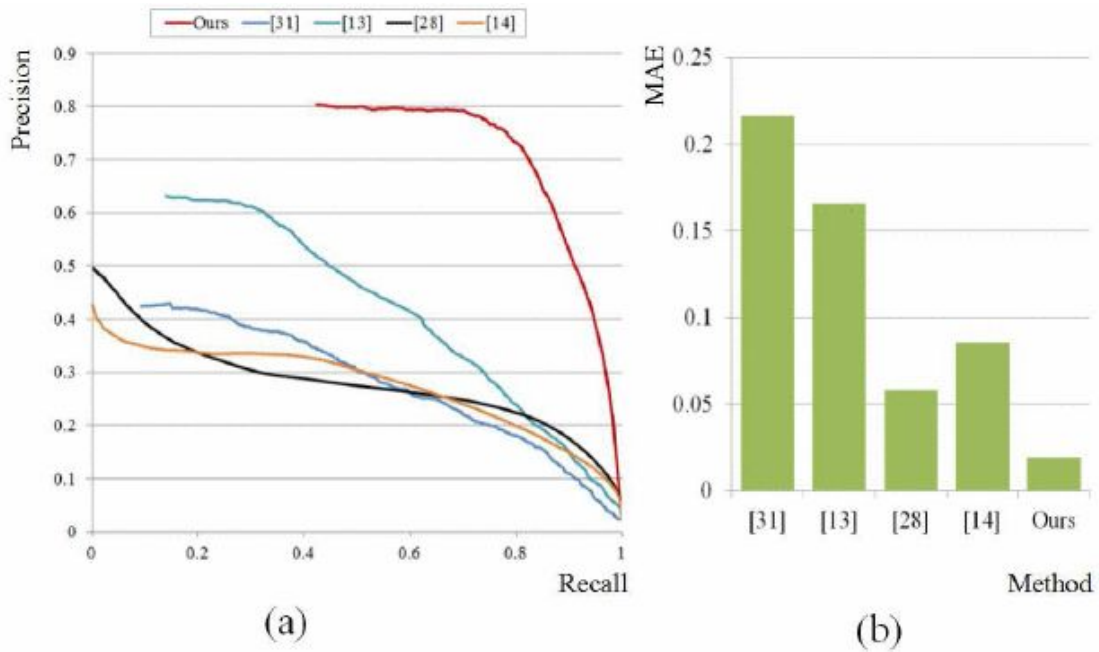 Ours [31] [13] [28] [14]
Precision
0.9
0.8
0.7
0.6
0.5
0.4
0.3
0.2
0.1
0
0 0.2 0.4 0.6 0.8 1
Recall
(a)
MAE
0.25
0.2
0.15
0.1
0.05
0
[31] [13] [28] [14] Ours
Method
(b)